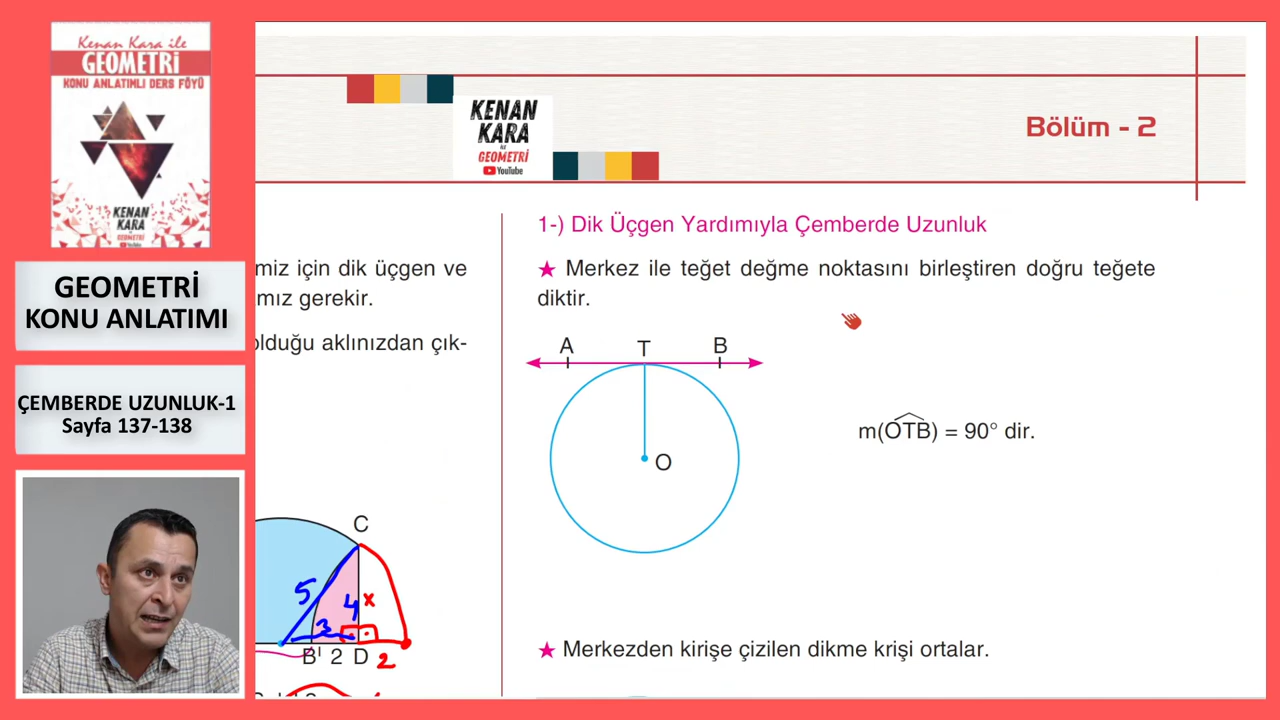 Kenan Kara ile
GEOMETRİ
KONU ANLATIMLI DERS FÖYÜ
KENAN
KARA
GEOMETRİ
KONU ANLATIMI
ÇEMBERDE UZUNLUK-1
Sayfa 137-138
KENAN
KARA
ile
GEOMETRİ
YouTube
Bölüm - 2
miz için dik üçgen ve
mız gerekir.
olduğu aklınızdan çık-
C
5
4 x
3
B' 2 D 2
1-) Dik Üçgen Yardımıyla Çemberde Uzunluk
★ Merkez ile teğet değme noktasını birleştiren doğru teğete
diktir.
A T B
O
m(OTB) = 90° dir.
★ Merkezden kirişe çizilen dikme krişi ortalar.